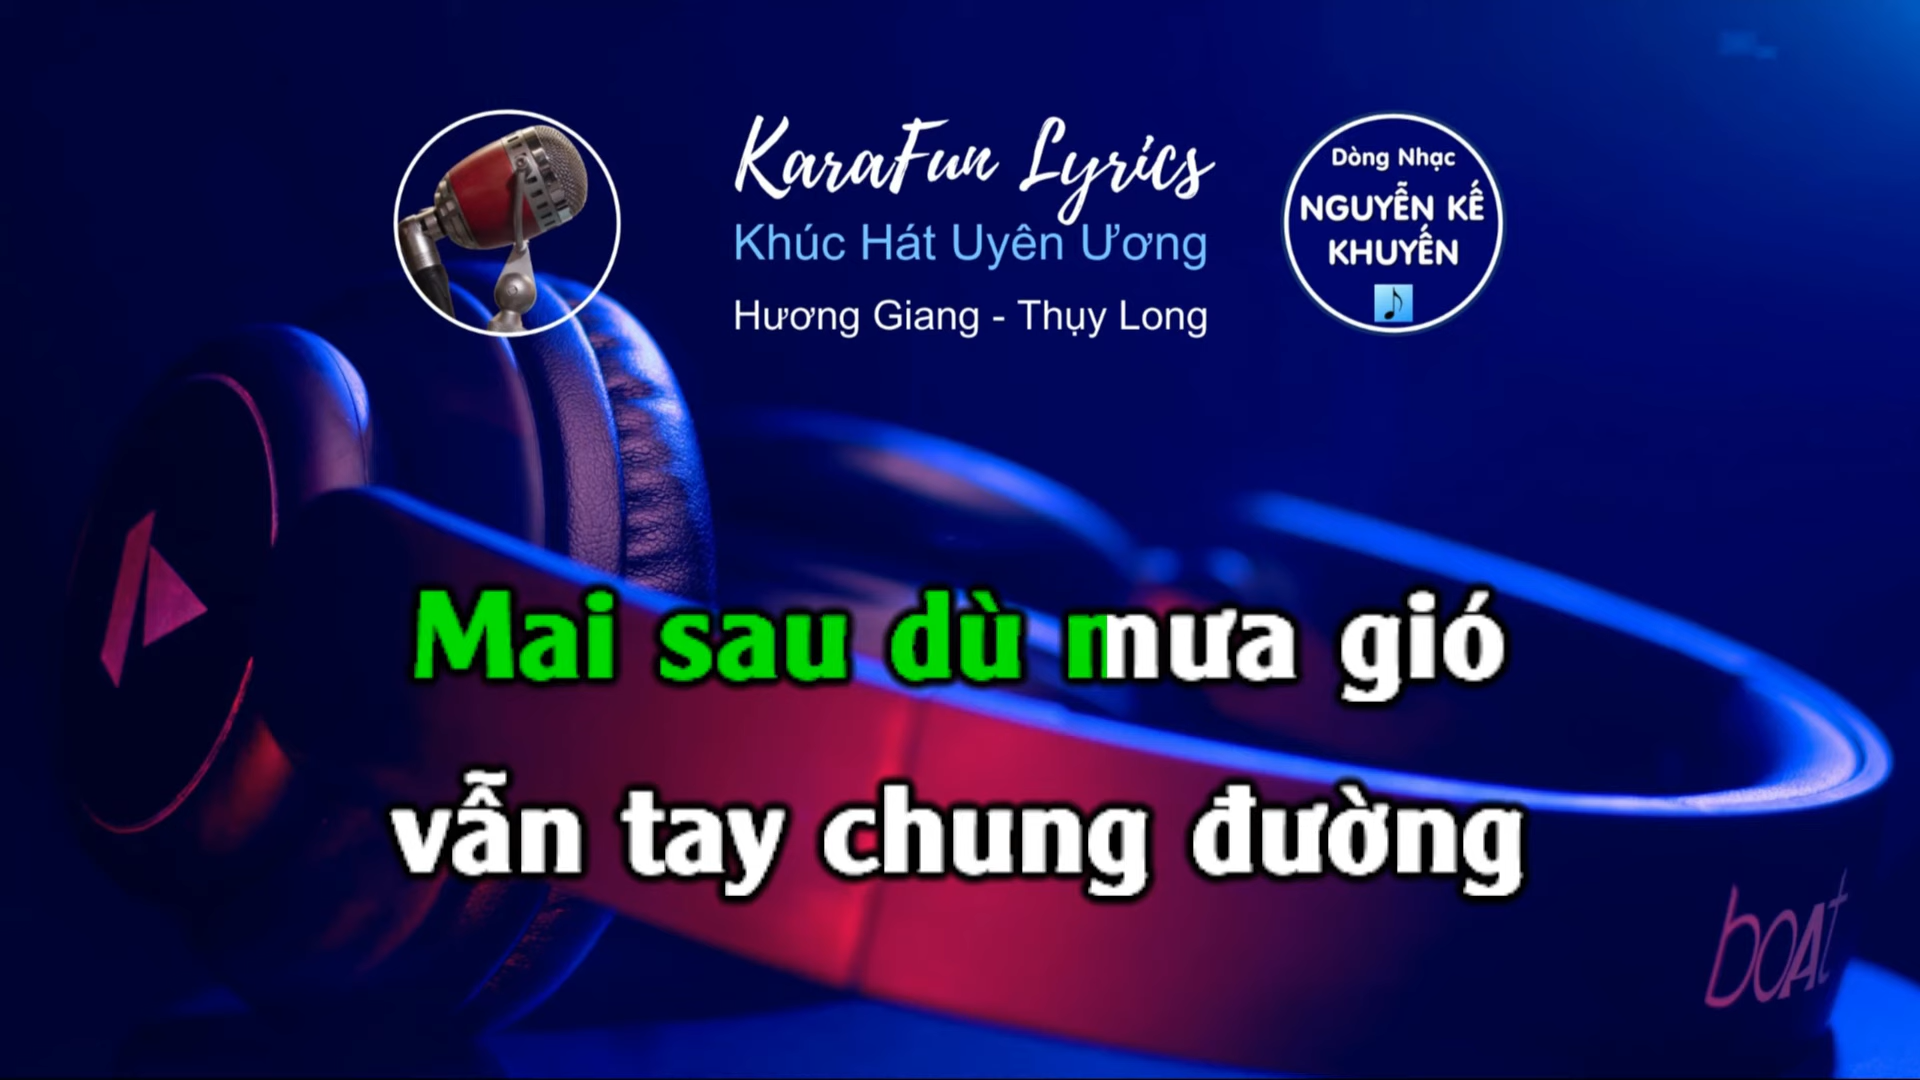 KaraFun Lyrics
Khúc Hát Uyên Ương
Hương Giang - Thụy Long
Dòng Nhạc
NGUYỄN KẾ
KHUYẾN
Mai sau dù mưa gió
vẫn tay chung đường
boAt